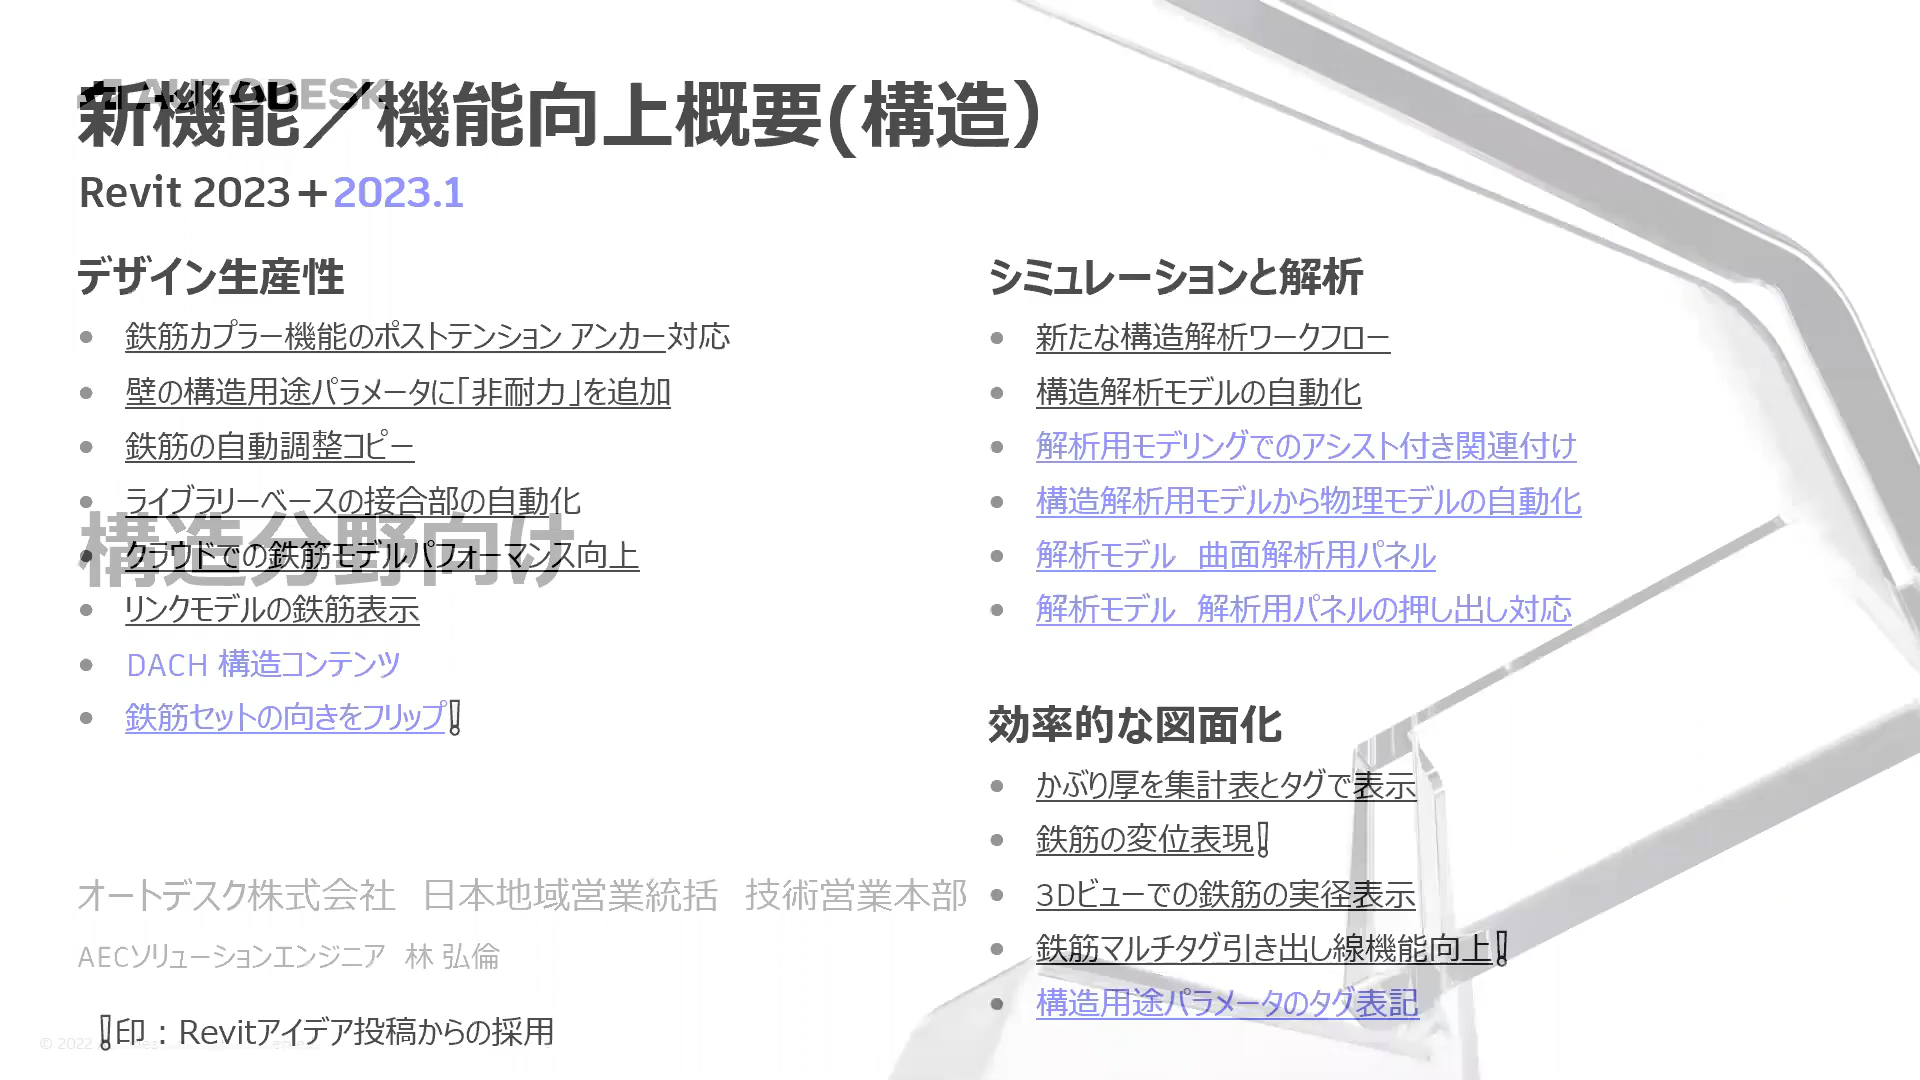 AUTODESK
新機能／機能向上概要(構造）
Revit 2023＋2023.1
デザイン生産性
鉄筋カプラー機能のポストテンション アンカー対応
壁の構造用途パラメータに「非耐力」を追加
鉄筋の自動調整コピー
ライブラリーベースの接合部の自動化
構造分野向け
クラウドでの鉄筋モデルパフォーマンス向上
リンクモデルの鉄筋表示
DACH 構造コンテンツ
鉄筋セットの向きをフリップ!
オートデスク株式会社　日本地域営業統括　技術営業本部
AECソリューションエンジニア　林 弘倫
!印：Revitアイデア投稿からの採用
© 2022
シミュレーションと解析
新たな構造解析ワークフロー
構造解析モデルの自動化
解析用モデリングでのアシスト付き関連付け
構造解析用モデルから物理モデルの自動化
解析モデル　曲面解析用パネル
解析モデル　解析用パネルの押し出し対応
効率的な図面化
かぶり厚を集計表とタグで表示
鉄筋の変位表現!
3Dビューでの鉄筋の実径表示
鉄筋マルチタグ引き出し線機能向上!
構造用途パラメータのタグ表記